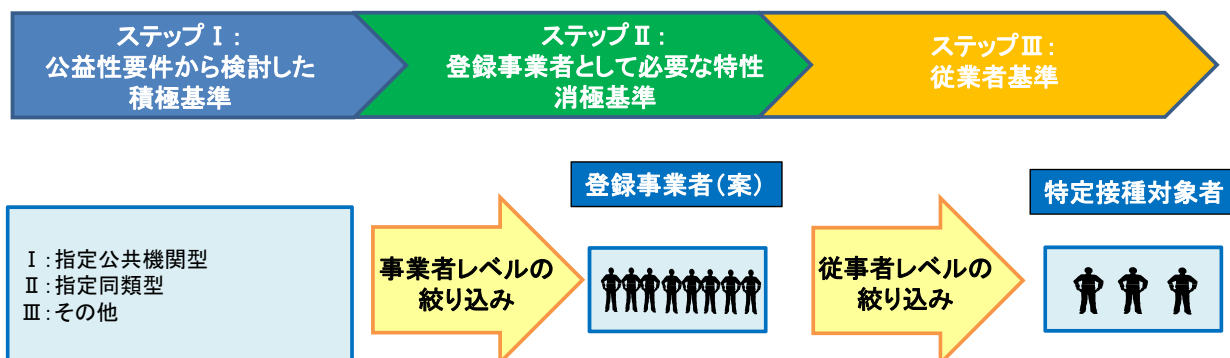 ステップⅠ：
公益性要件から検討した
積極基準
ステップⅡ：
登録事業者として必要な特性
消極基準
ステップⅢ：
従業者基準
登録事業者（案）
特定接種対象者
Ⅰ：指定公共機関型
Ⅱ：指定同類型
Ⅲ：その他
事業者レベルの
絞り込み
従事者レベルの
絞り込み